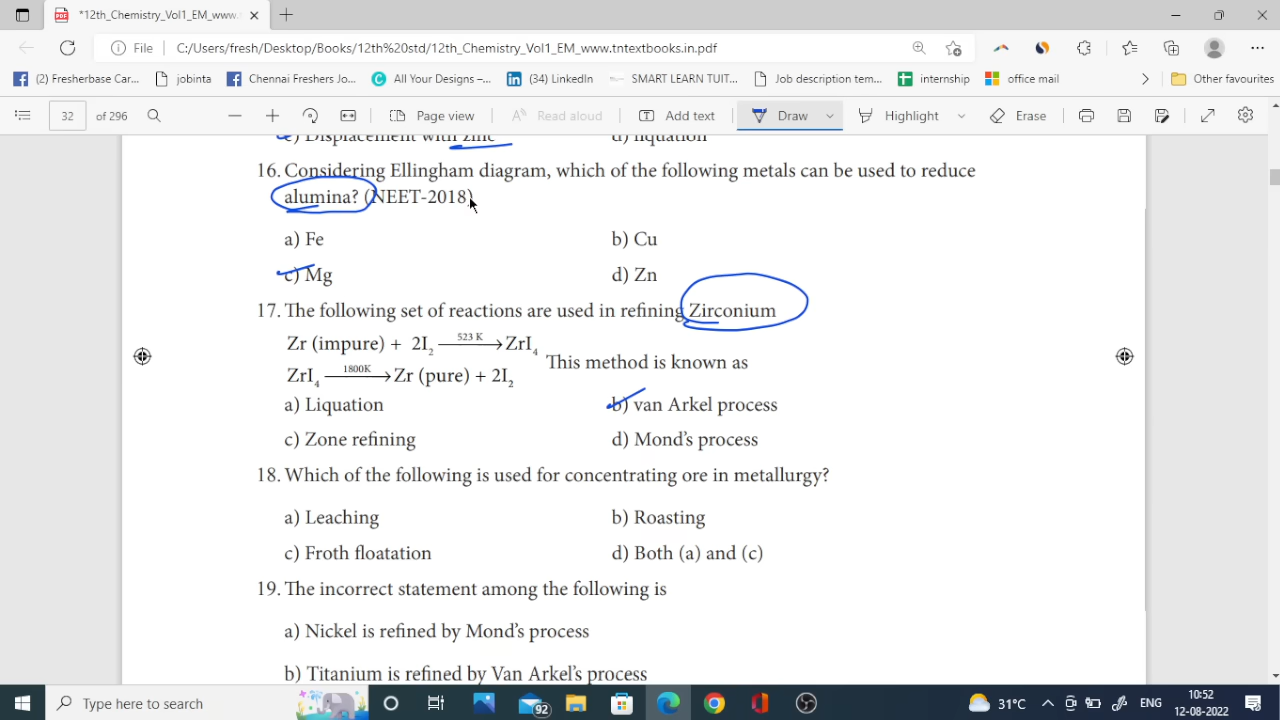 *12th_Chemistry_Vol1_EM_www.
File C:/Users/fresh/Desktop/Books/12th%20std/12th_Chemistry_Vol1_EM_www.tntextbooks.in.pdf
(2) Fresherbase Car... jobinta Chennai Freshers Jo... All Your Designs –... (34) LinkedIn SMART LEARN TUIT... Job description tem... internship office mail Other favourites
32 of 296 Page view Read aloud Add text Draw Highlight Erase
c) Displacement with zinc d) liquation
16. Considering Ellingham diagram, which of the following metals can be used to reduce
alumina? (NEET-2018)
a) Fe b) Cu
c) Mg d) Zn
17. The following set of reactions are used in refining Zirconium
Zr (impure) + 2I₂ —523 K→ ZrI₄
This method is known as
ZrI₄ —1800K→ Zr (pure) + 2I₂
a) Liquation b) van Arkel process
c) Zone refining d) Mond's process
18. Which of the following is used for concentrating ore in metallurgy?
a) Leaching b) Roasting
c) Froth floatation d) Both (a) and (c)
19. The incorrect statement among the following is
a) Nickel is refined by Mond's process
b) Titanium is refined by Van Arkel's process
Type here to search 92 31°C ENG 10:52
12-08-2022